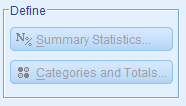 Define
N% Summary Statistics...
Categories and Totals...